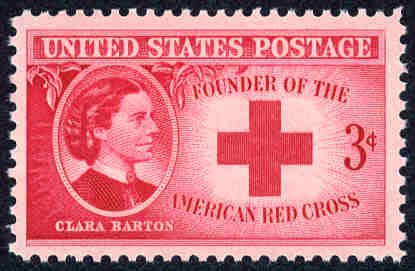 UNITED STATES POSTAGE
FOUNDER OF THE
3¢
AMERICAN RED CROSS
CLARA BARTON